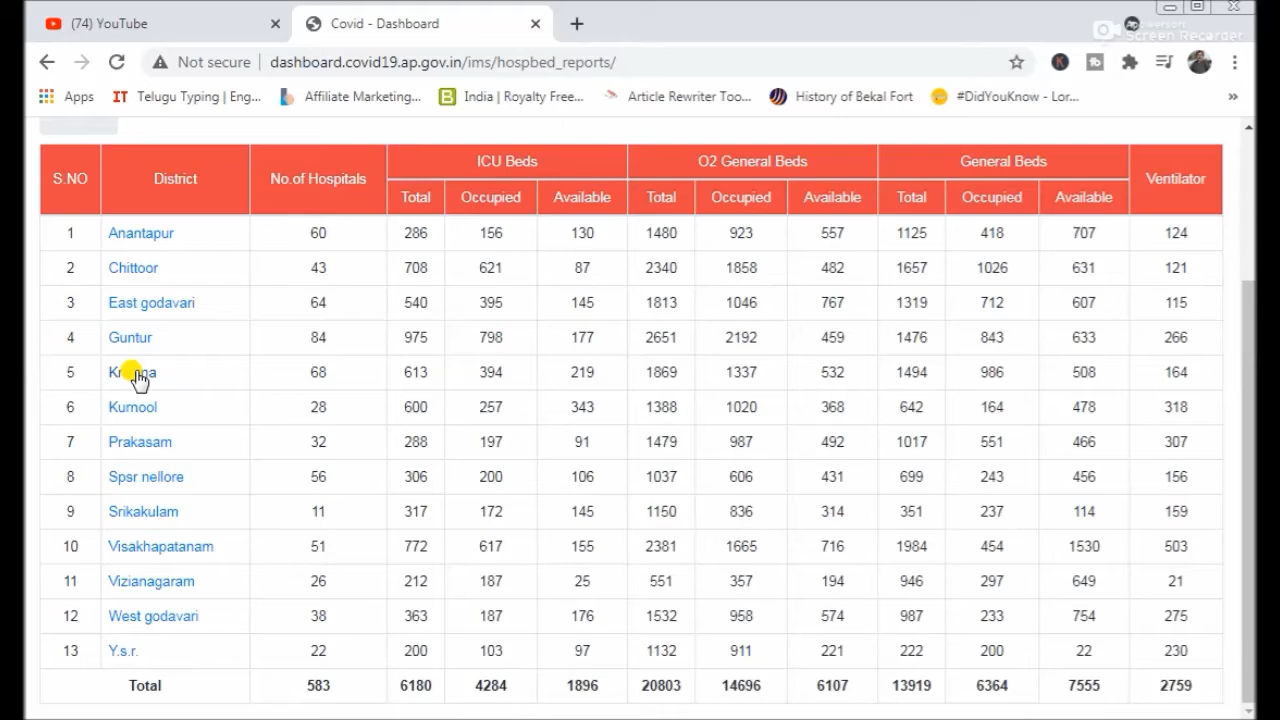 (74) YouTube Covid - Dashboard
Screen Recorder
Not secure dashboard.covid19.ap.gov.in/ims/hospbed_reports/
Apps IT Telugu Typing | Eng... Affiliate Marketing... B India | Royalty Free... Article Rewriter Too... History of Bekal Fort #DidYouKnow - Lor... »
S.NO District No.of Hospitals ICU Beds O2 General Beds General Beds Ventilator
Total Occupied Available Total Occupied Available Total Occupied Available
1 Anantapur 60 286 156 130 1480 923 557 1125 418 707 124
2 Chittoor 43 708 621 87 2340 1858 482 1657 1026 631 121
3 East godavari 64 540 395 145 1813 1046 767 1319 712 607 115
4 Guntur 84 975 798 177 2651 2192 459 1476 843 633 266
5 68 613 394 219 1869 1337 532 1494 986 508 164
6 Kurnool 28 600 257 343 1388 1020 368 642 164 478 318
7 Prakasam 32 288 197 91 1479 987 492 1017 551 466 307
8 Spsr nellore 56 306 200 106 1037 606 431 699 243 456 156
9 Srikakulam 11 317 172 145 1150 836 314 351 237 114 159
10 Visakhapatanam 51 772 617 155 2381 1665 716 1984 454 1530 503
11 Vizianagaram 26 212 187 25 551 357 194 946 297 649 21
12 West godavari 38 363 187 176 1532 958 574 987 233 754 275
13 Y.s.r. 22 200 103 97 1132 911 221 222 200 22 230
Total 583 6180 4284 1896 20803 14696 6107 13919 6364 7555 2759